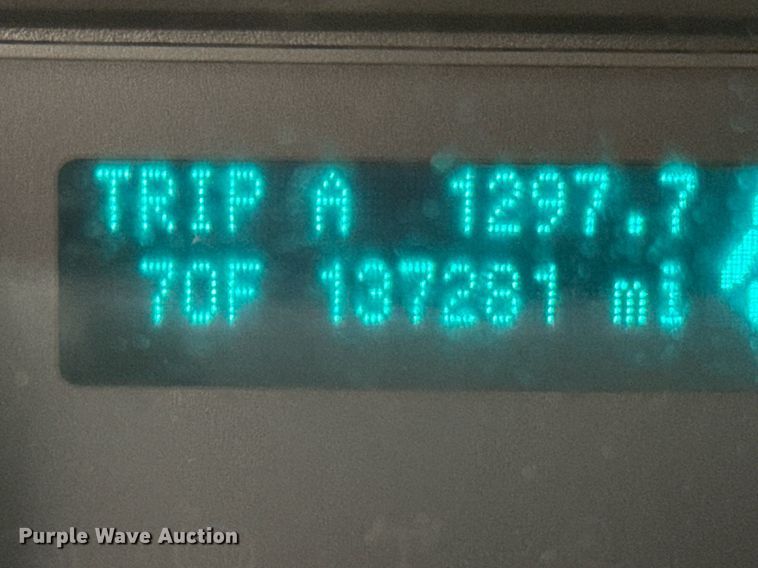 TRIP A 1297.7
70F 137281 mi
Purple Wave Auction